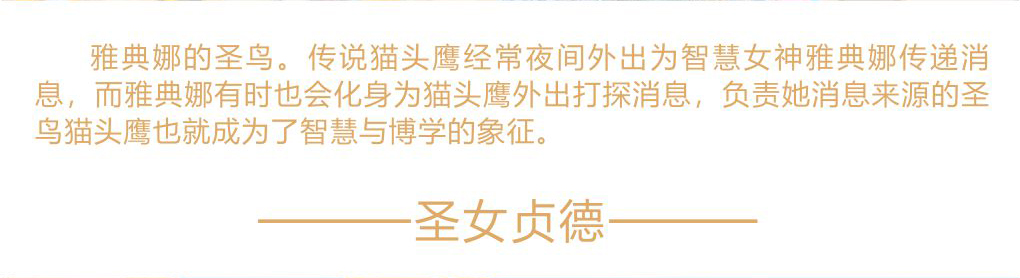 雅典娜的圣鸟。传说猫头鹰经常夜间外出为智慧女神雅典娜传递消
息，而雅典娜有时也会化身为猫头鹰外出打探消息，负责她消息来源的圣
鸟猫头鹰也就成为了智慧与博学的象征。
圣女贞德